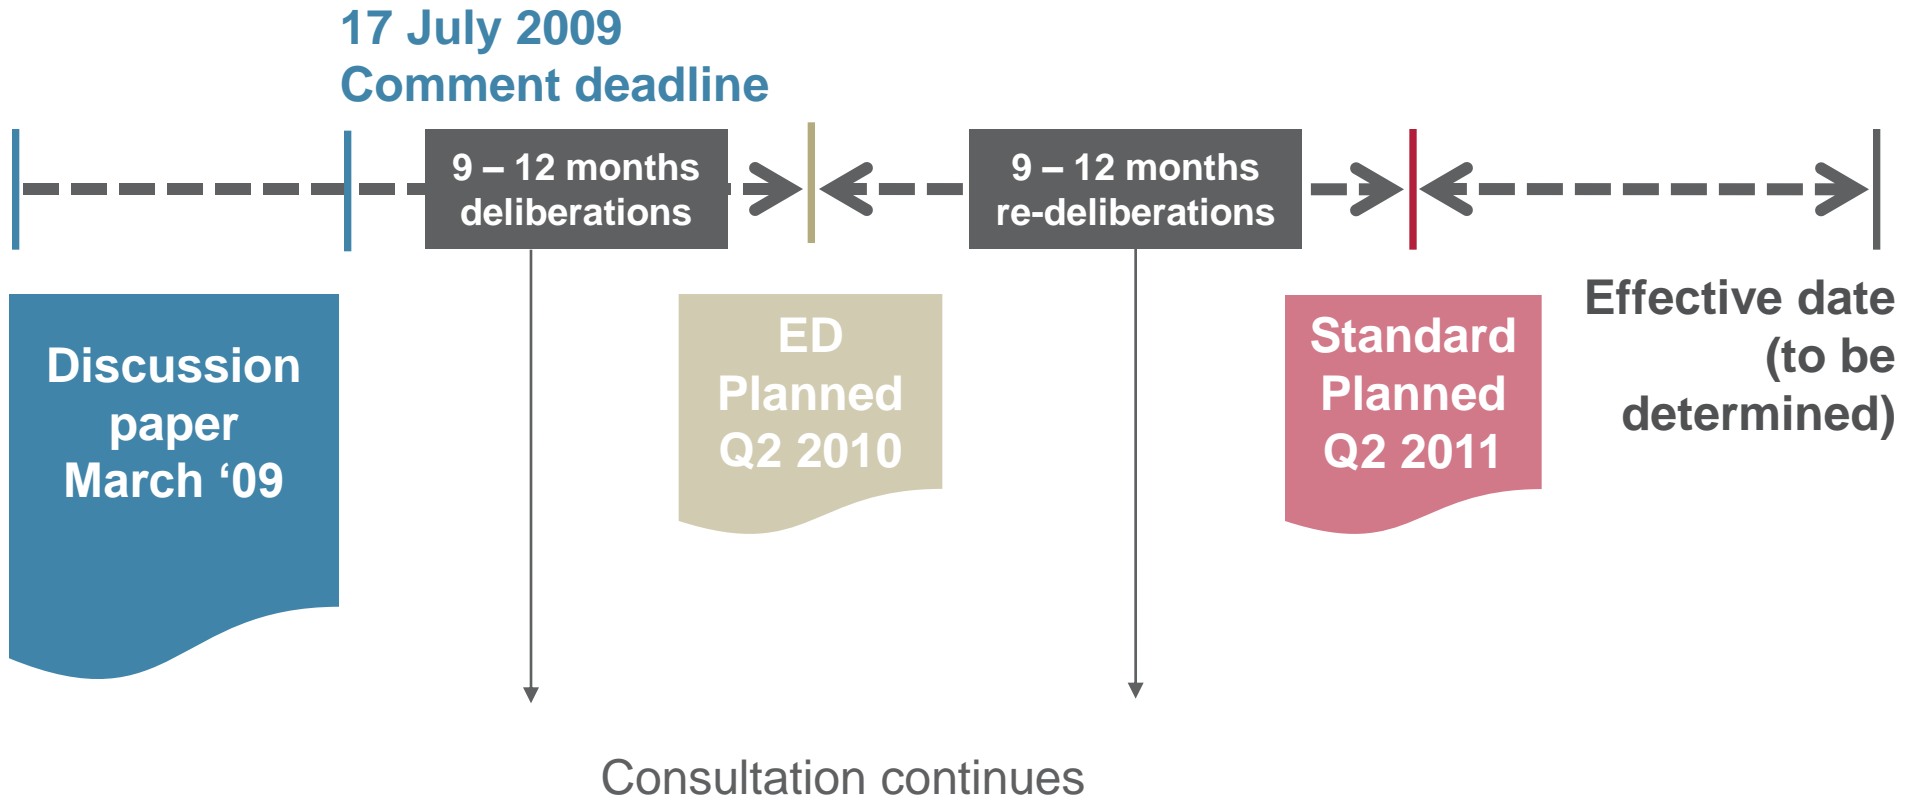 17 July 2009
Comment deadline
9 – 12 months
deliberations
9 – 12 months
re-deliberations
Discussion
paper
March ‘09
ED
Planned
Q2 2010
Standard
Planned
Q2 2011
Effective date
(to be
determined)
Consultation continues